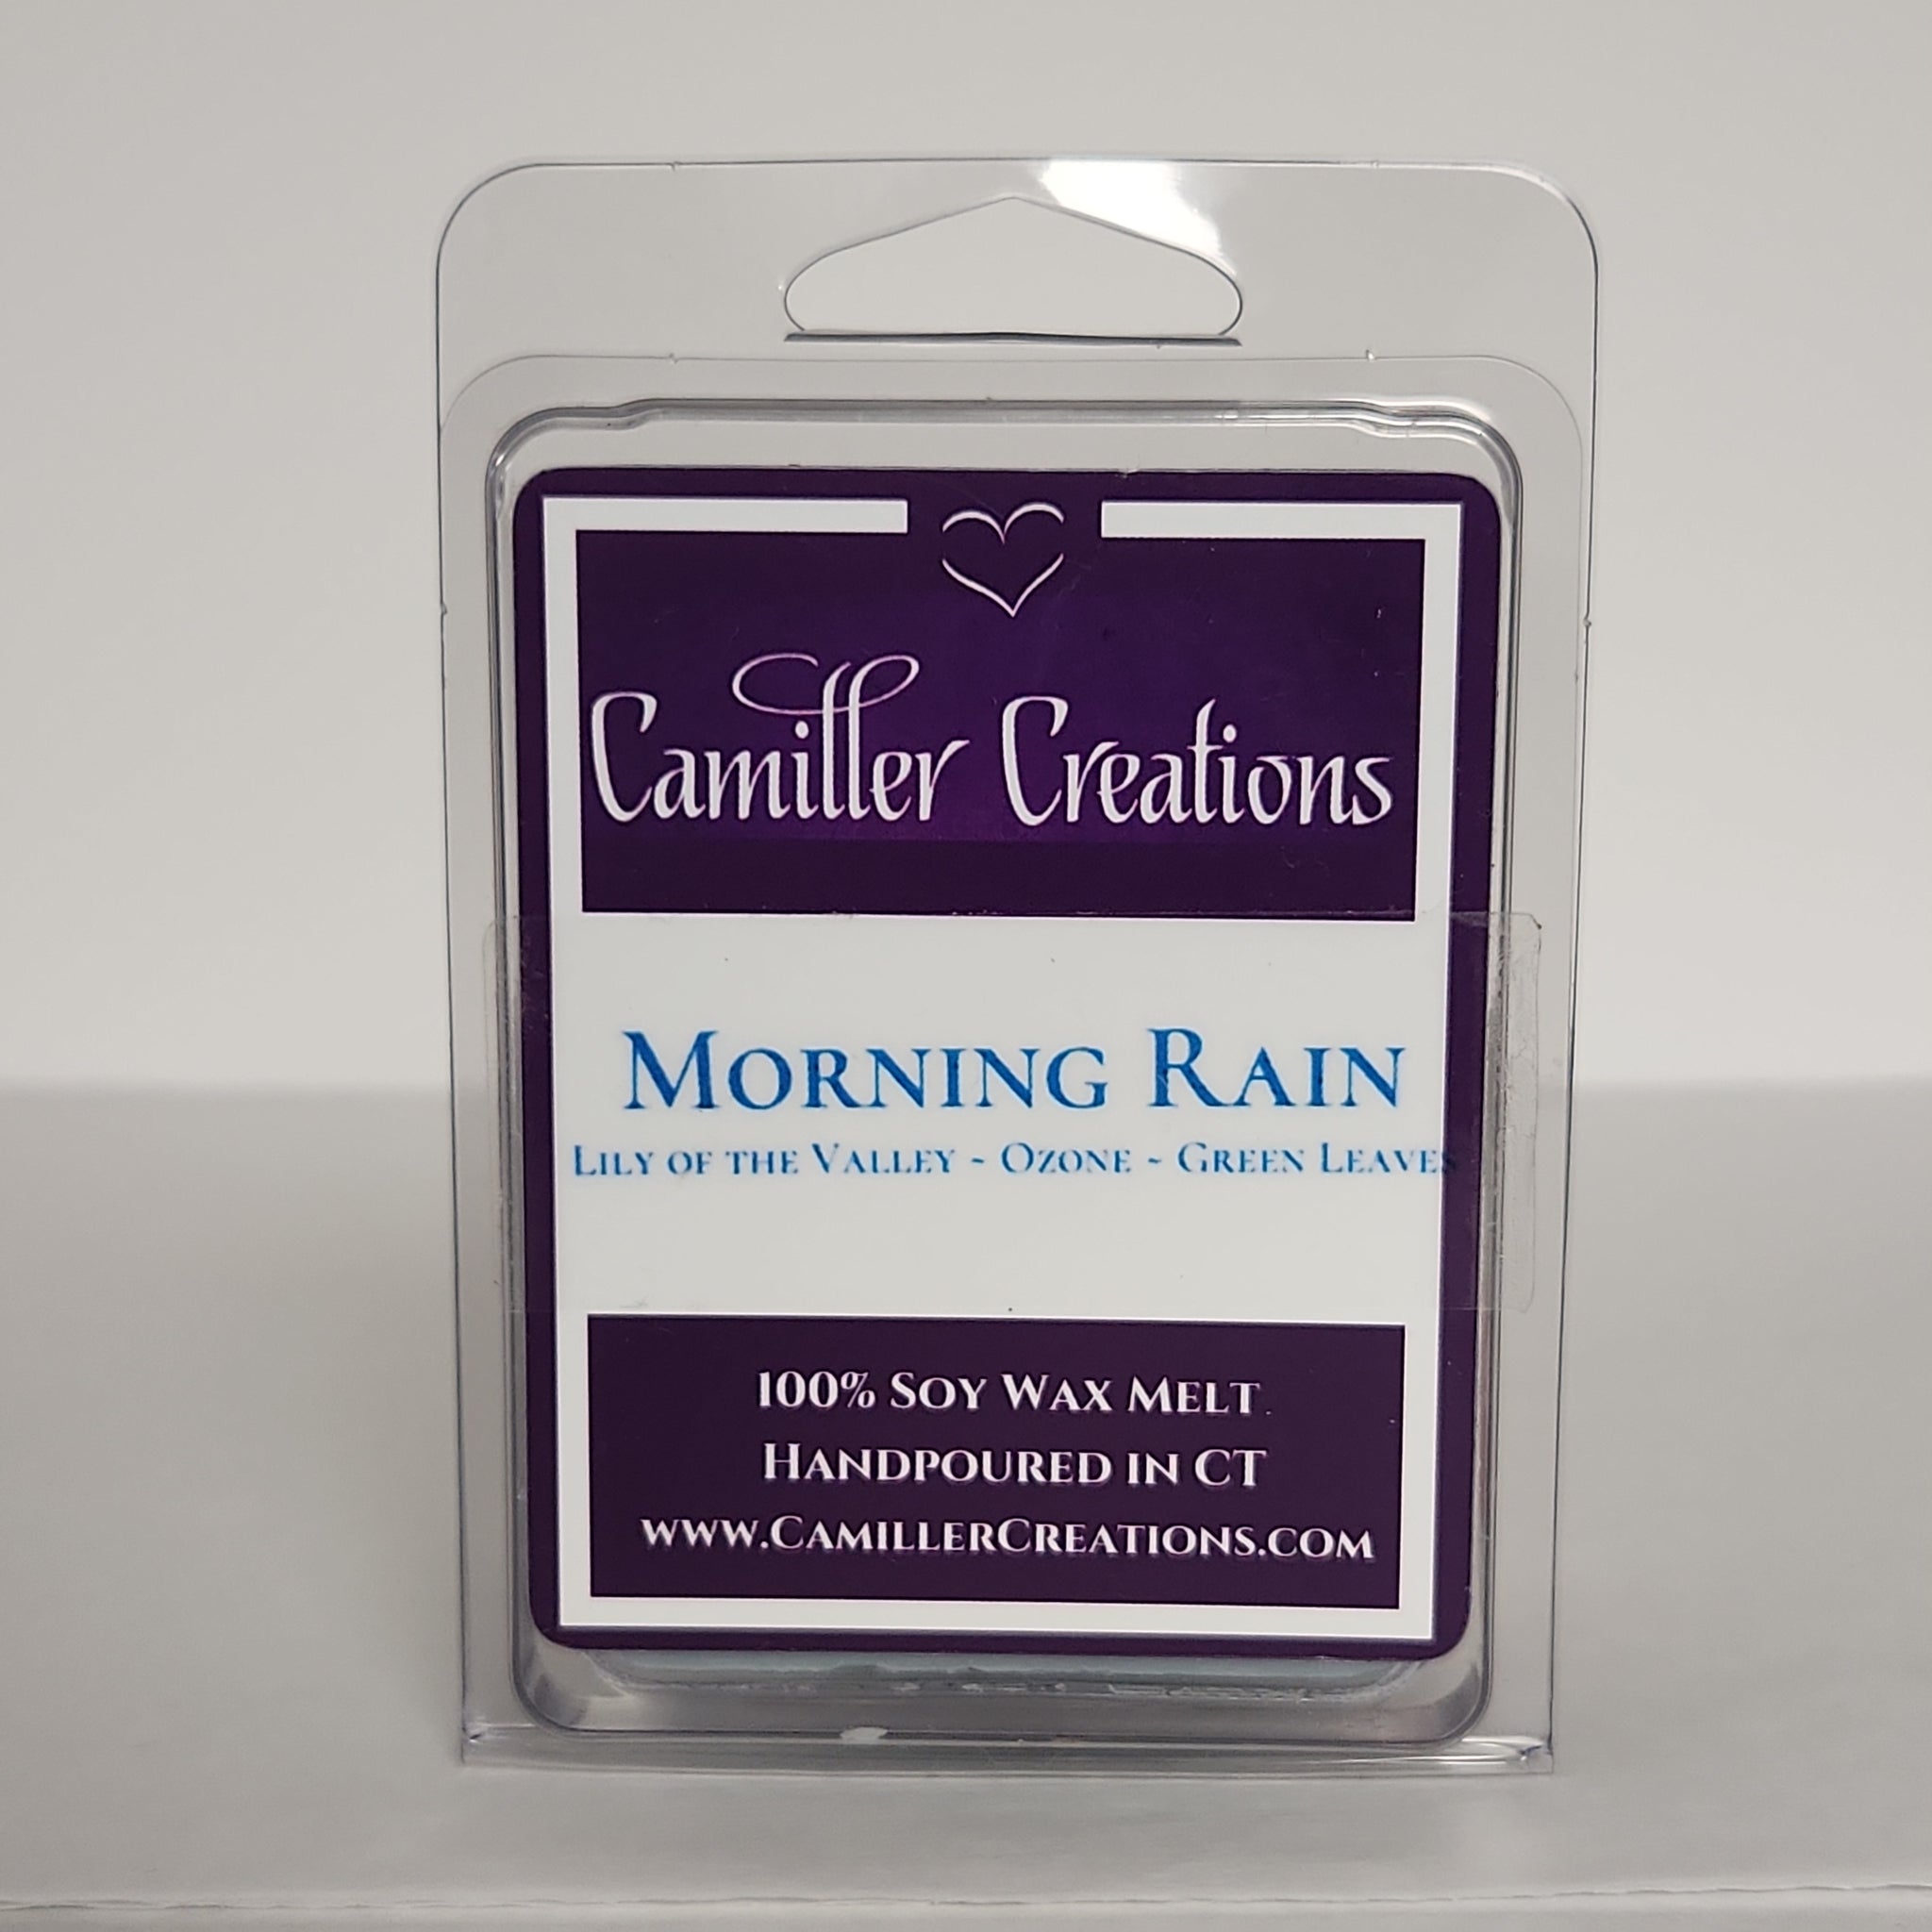 Camiller Creations
Morning Rain
Lily of the Valley ~ Ozone ~ Green Leaves
100% Soy Wax Melt
Handpoured in CT
www.CamillerCreations.com